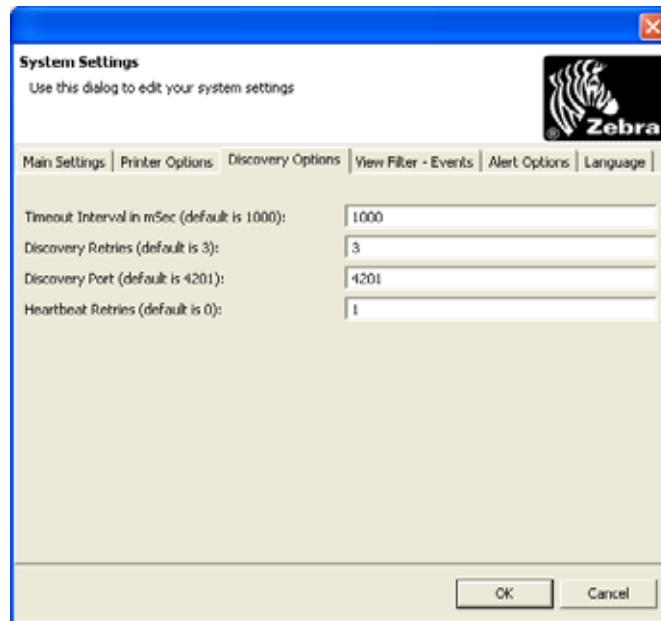 System Settings
Use this dialog to edit your system settings
® Zebra
Main Settings Printer Options Discovery Options View Filter - Events Alert Options Language
Timeout Interval in mSec (default is 1000): 1000
Discovery Retries (default is 3): 3
Discovery Port (default is 4201): 4201
Heartbeat Retries (default is 0): 1
OK Cancel